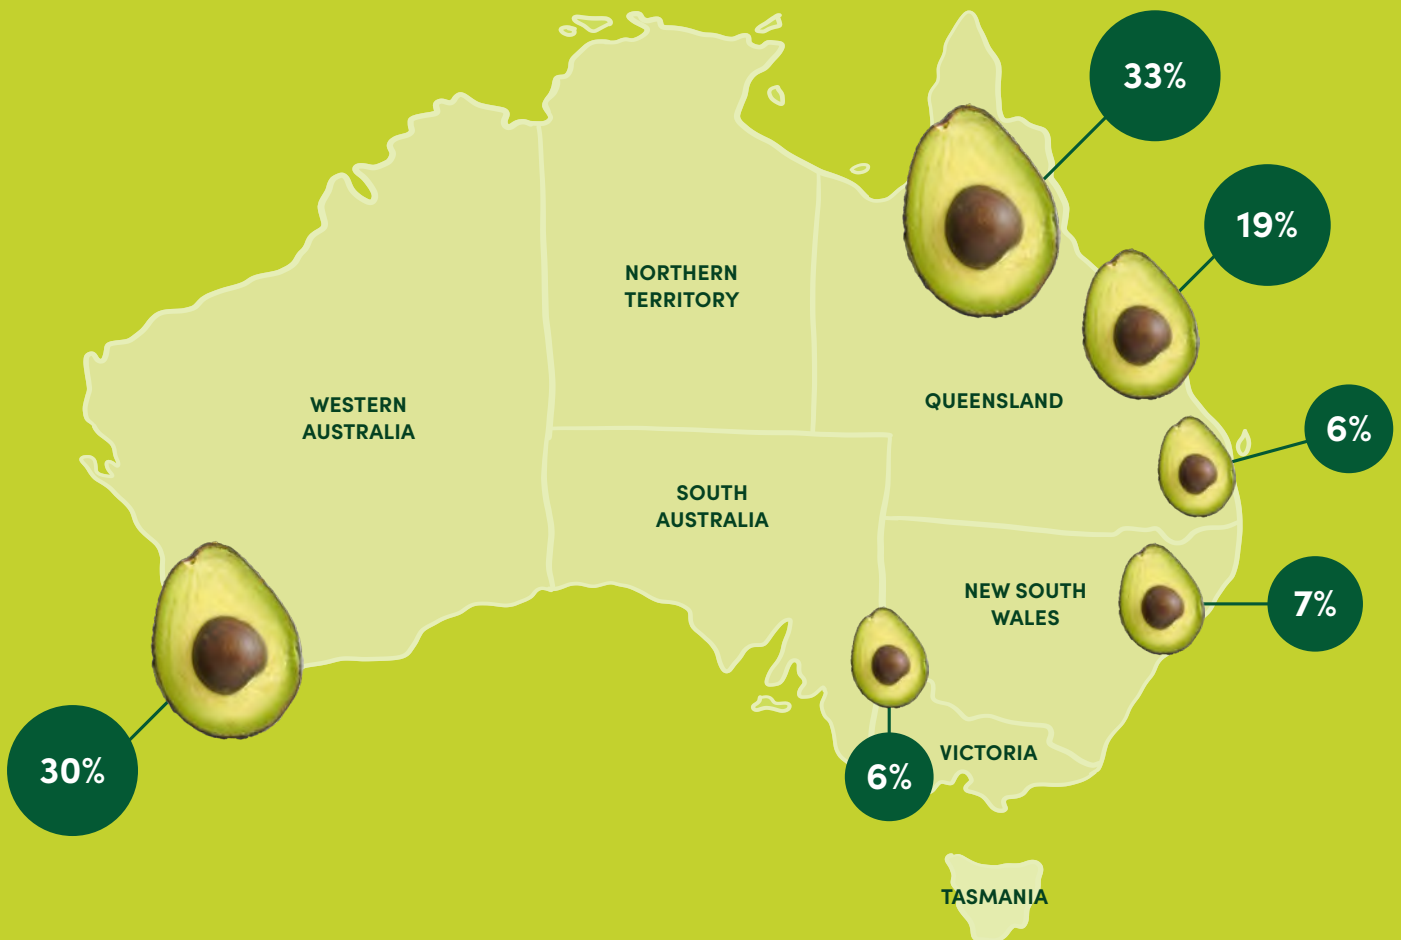 33%
19%
NORTHERN
TERRITORY
WESTERN
AUSTRALIA
QUEENSLAND
6%
SOUTH
AUSTRALIA
NEW SOUTH
WALES
7%
30%
6%
VICTORIA
TASMANIA